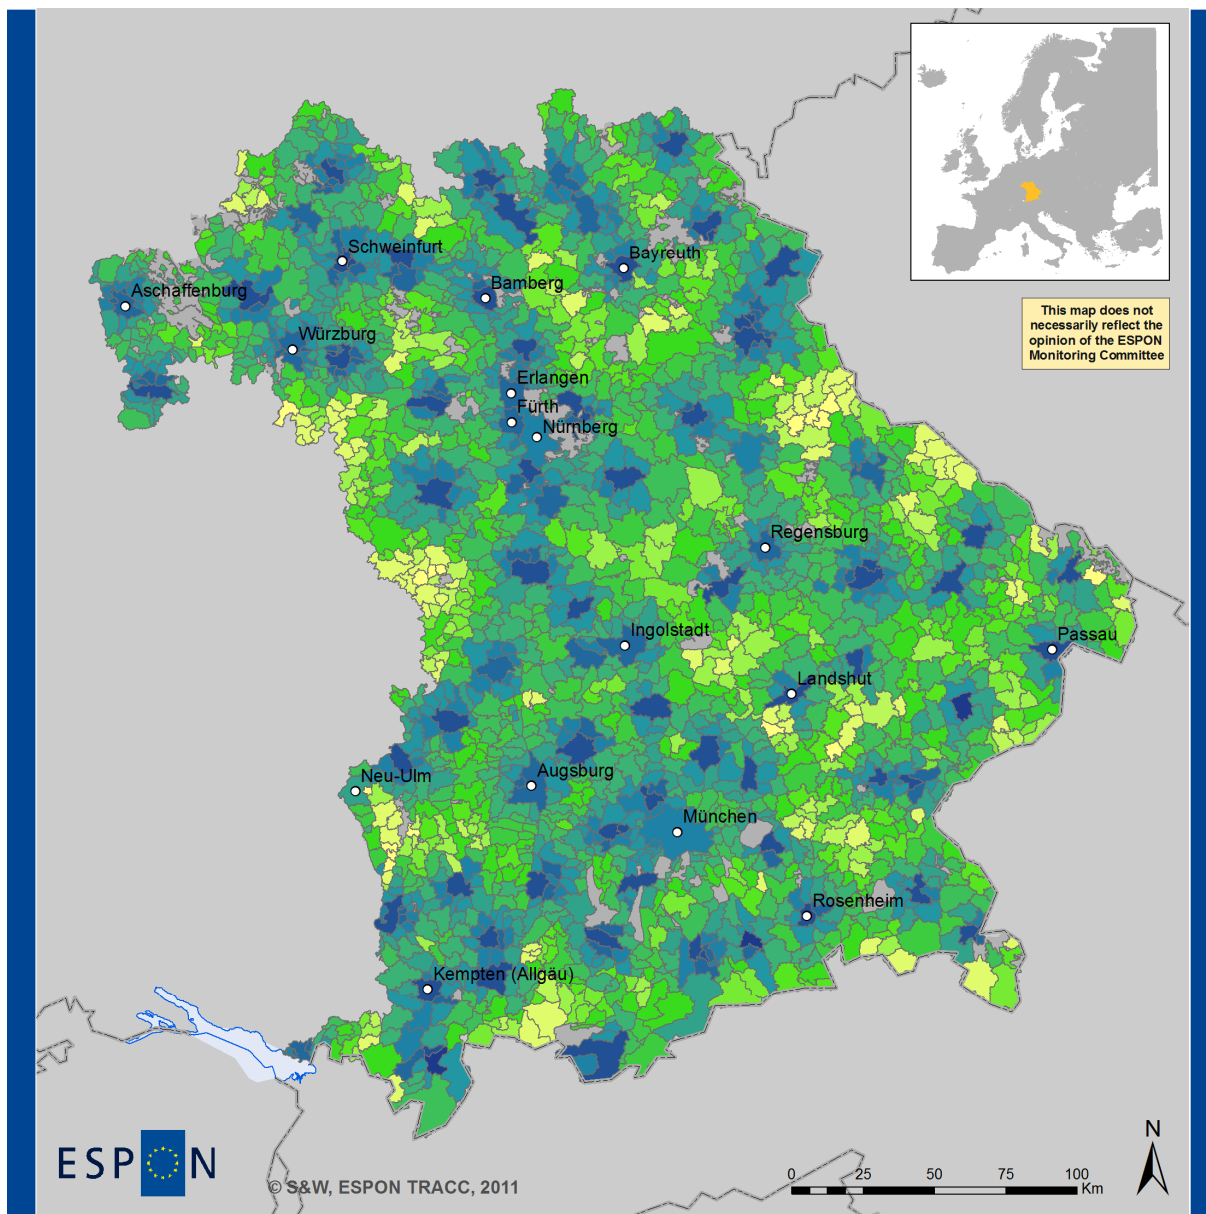 This map does not
necessarily reflect the
opinion of the ESPON
Monitoring Committee
Schweinfurt
Bayreuth
Aschaffenburg
Bamberg
Würzburg
Erlangen
Fürth
Nürnberg
Regensburg
Ingolstadt
Passau
Landshut
Neu-Ulm
Augsburg
München
Rosenheim
Kempten (Allgäu)
ESPON
© S&W, ESPON TRACC, 2011
N
0 25 50 75 100
Km